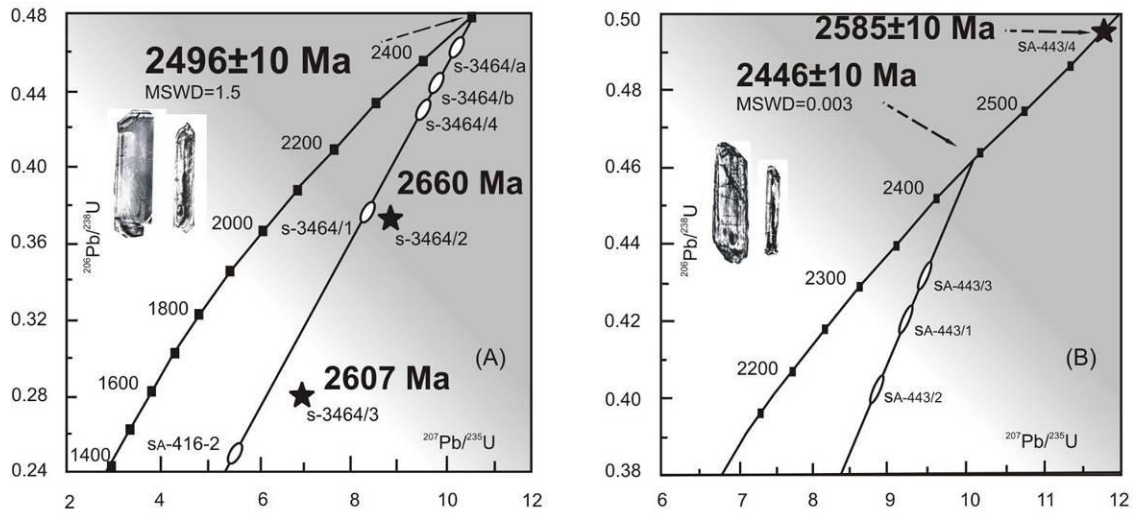 0.48
0.44
0.40
0.36
0.32
0.28
0.24
2 4 6 8 10 12
²⁰⁶Pb/²³⁸U
²⁰⁷Pb/²³⁵U
2496±10 Ma
MSWD=1.5
2400
2200
2000
1800
1600
1400
s-3464/a
s-3464/b
s-3464/4
s-3464/1
2660 Ma
s-3464/2
2607 Ma
s-3464/3
SA-416-2
(A)
0.50
0.48
0.46
0.44
0.42
0.40
0.38
6 7 8 9 10 11 12
²⁰⁶Pb/²³⁸U
²⁰⁷Pb/²³⁵U
2585±10 Ma
SA-443/4
2446±10 Ma
MSWD=0.003
2500
2400
2300
2200
SA-443/3
SA-443/1
SA-443/2
(B)